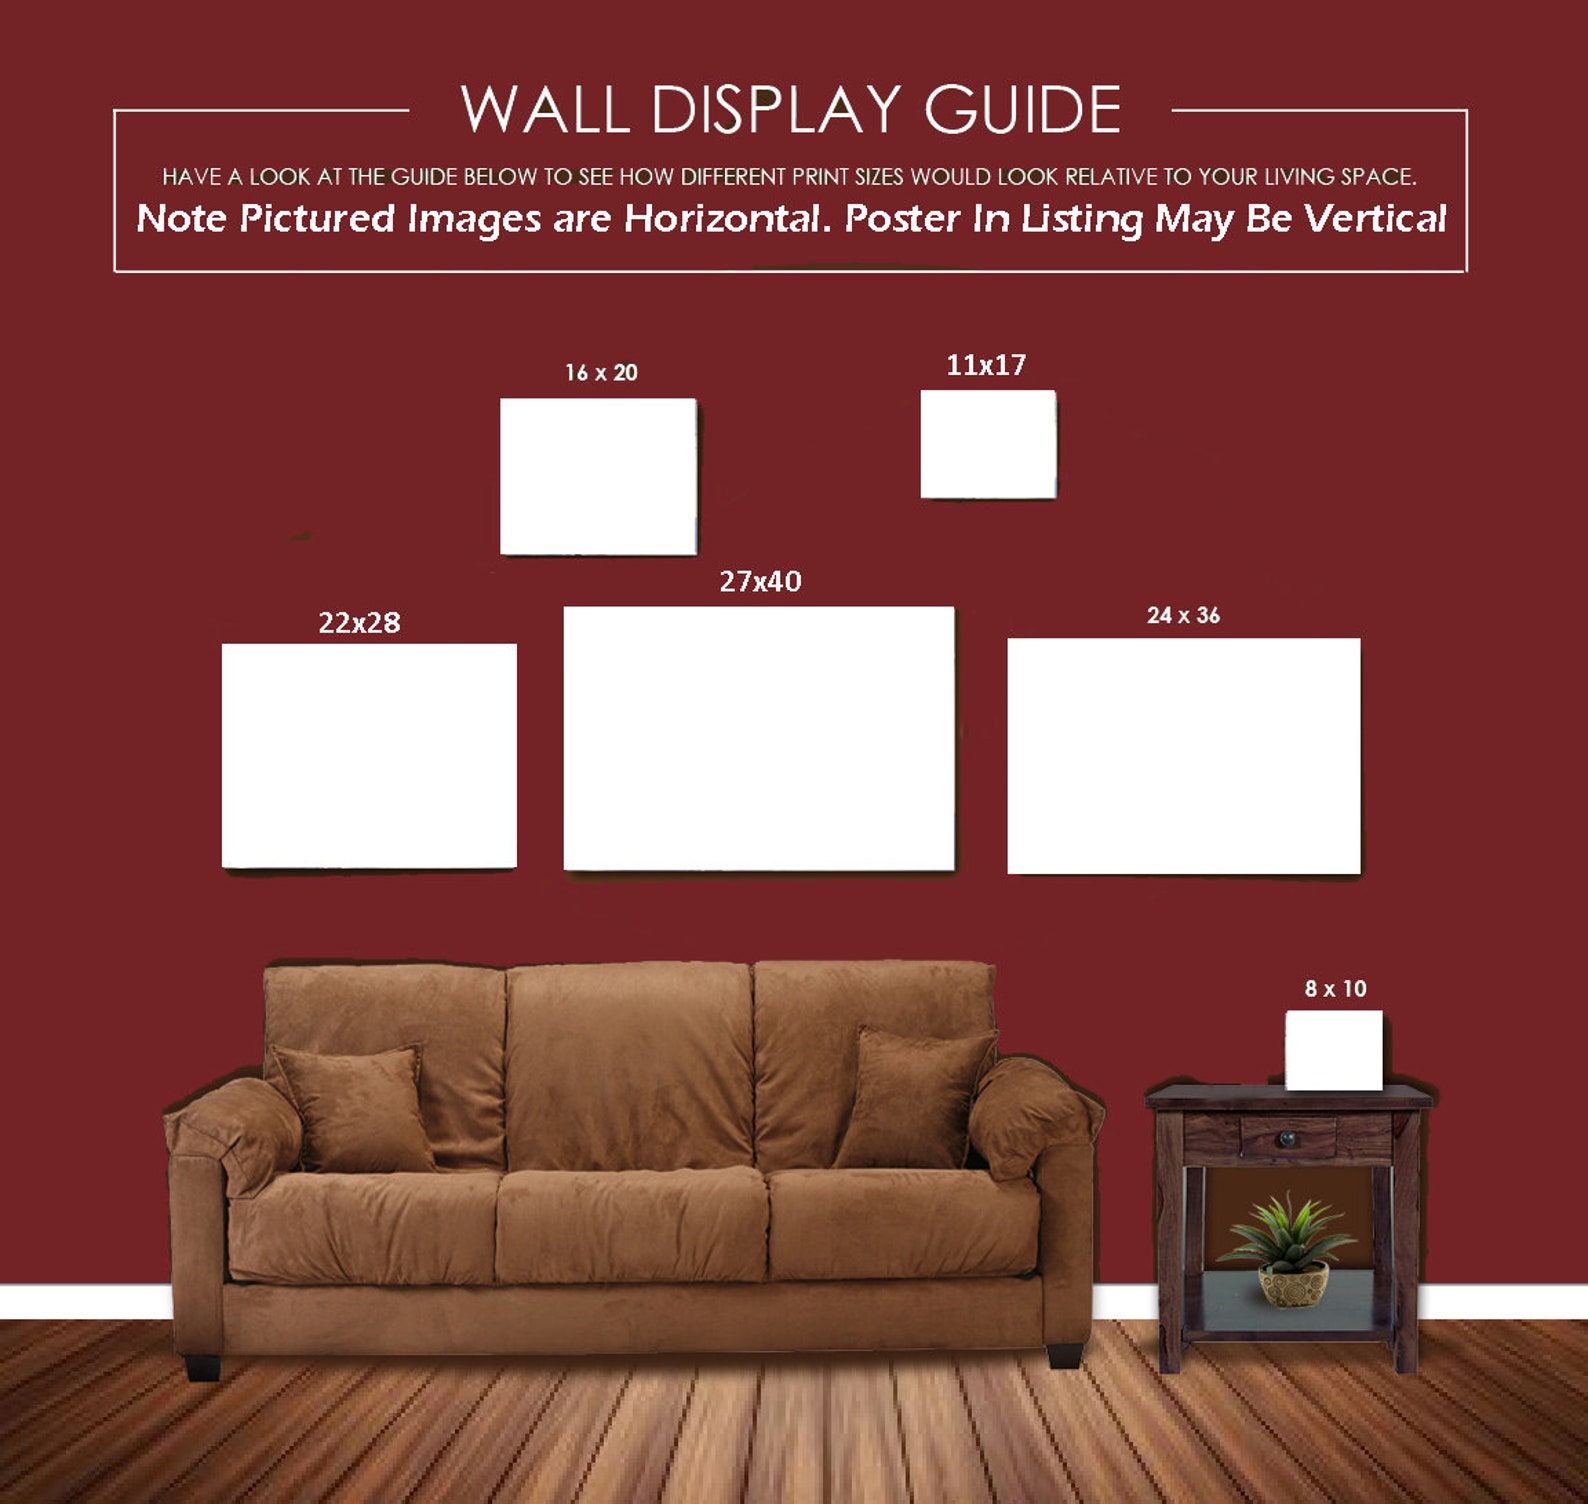 WALL DISPLAY GUIDE
HAVE A LOOK AT THE GUIDE BELOW TO SEE HOW DIFFERENT PRINT SIZES WOULD LOOK RELATIVE TO YOUR LIVING SPACE.
Note Pictured Images are Horizontal. Poster In Listing May Be Vertical
16 x 20
11x17
22x28
27x40
24 x 36
8 x 10